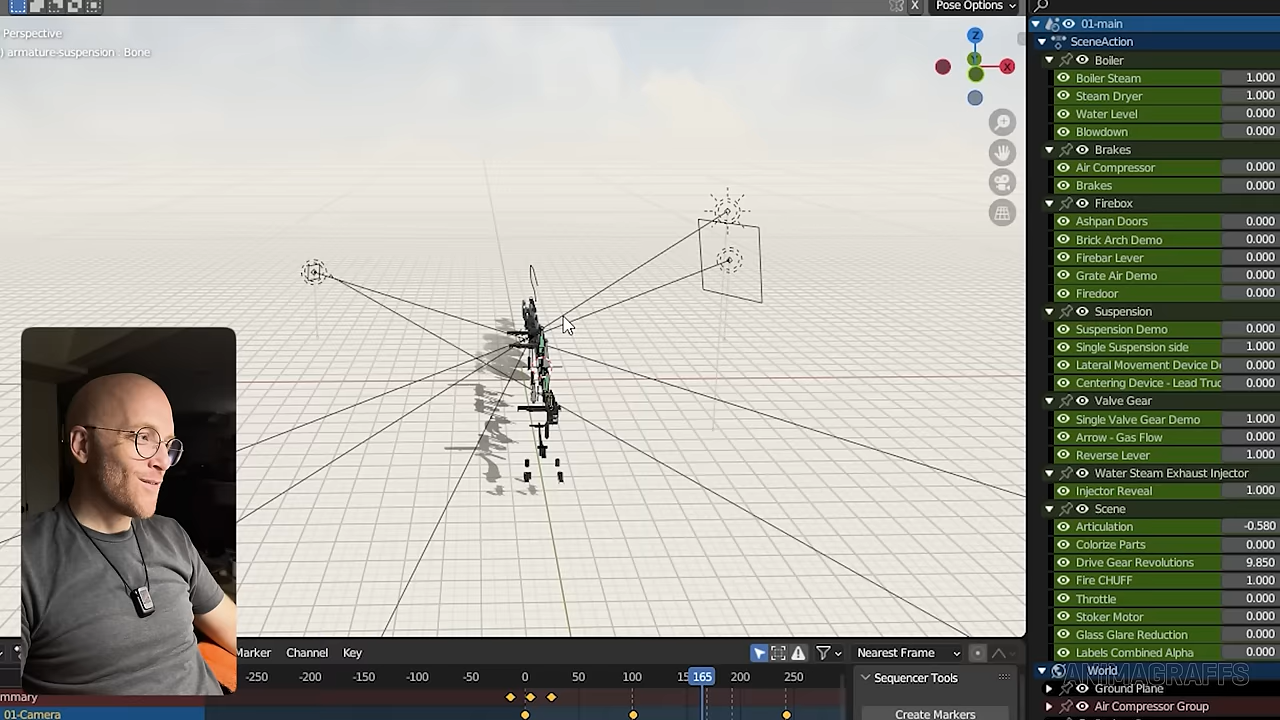 Pose Options
X
Perspective
) armature-suspension : Bone
Z
Y
X
01-main
SceneAction
Boiler
Boiler Steam 1.000
Steam Dryer 1.000
Water Level 0.000
Blowdown 0.000
Brakes
Air Compressor 0.000
Brakes 0.000
Firebox
Ashpan Doors 0.000
Brick Arch Demo 0.000
Firebar Lever 0.000
Grate Air Demo 0.000
Firedoor 0.000
Suspension
Suspension Demo 0.000
Single Suspension side 1.000
Lateral Movement Device D 0.000
Centering Device - Lead Truc 0.000
Valve Gear
Single Valve Gear Demo 1.000
Arrow - Gas Flow 0.000
Reverse Lever 1.000
Water Steam Exhaust Injector
Injector Reveal 1.000
Scene
Articulation -0.580
Colorize Parts 0.000
Drive Gear Revolutions 9.850
Fire CHUFF 1.000
Throttle 0.000
Stoker Motor 0.000
Glass Glare Reduction 0.000
Labels Combined Alpha 0.000
World
ANIMAGRAFFS
Ground Plane
Air Compressor Group
Marker Channel Key Nearest Frame
-250 -200 -150 -100 -50 0 50 100 15 165 200 250
Sequencer Tools
mmary
01-Camera
Create Markers